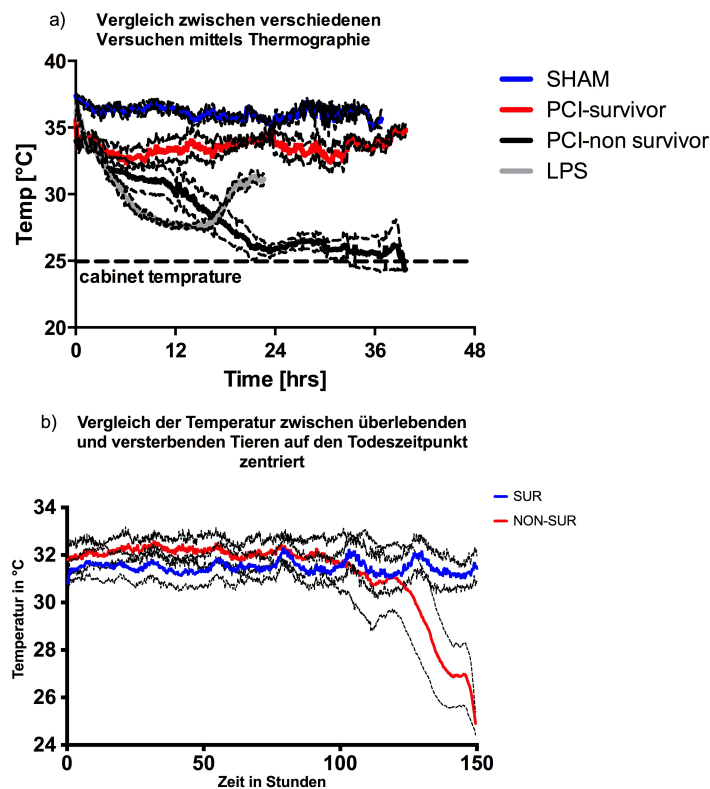 a) Vergleich zwischen verschiedenen
Versuchen mittels Thermographie
40
35
30
25
20
Temp [°C]
cabinet temprature
0 12 24 36 48
Time [hrs]
SHAM
PCI-survivor
PCI-non survivor
LPS
b) Vergleich der Temperatur zwischen überlebenden
und versterbenden Tieren auf den Todeszeitpunkt
zentriert
34
32
30
28
26
24
Temperatur in °C
0 50 100 150
Zeit in Stunden
SUR
NON-SUR